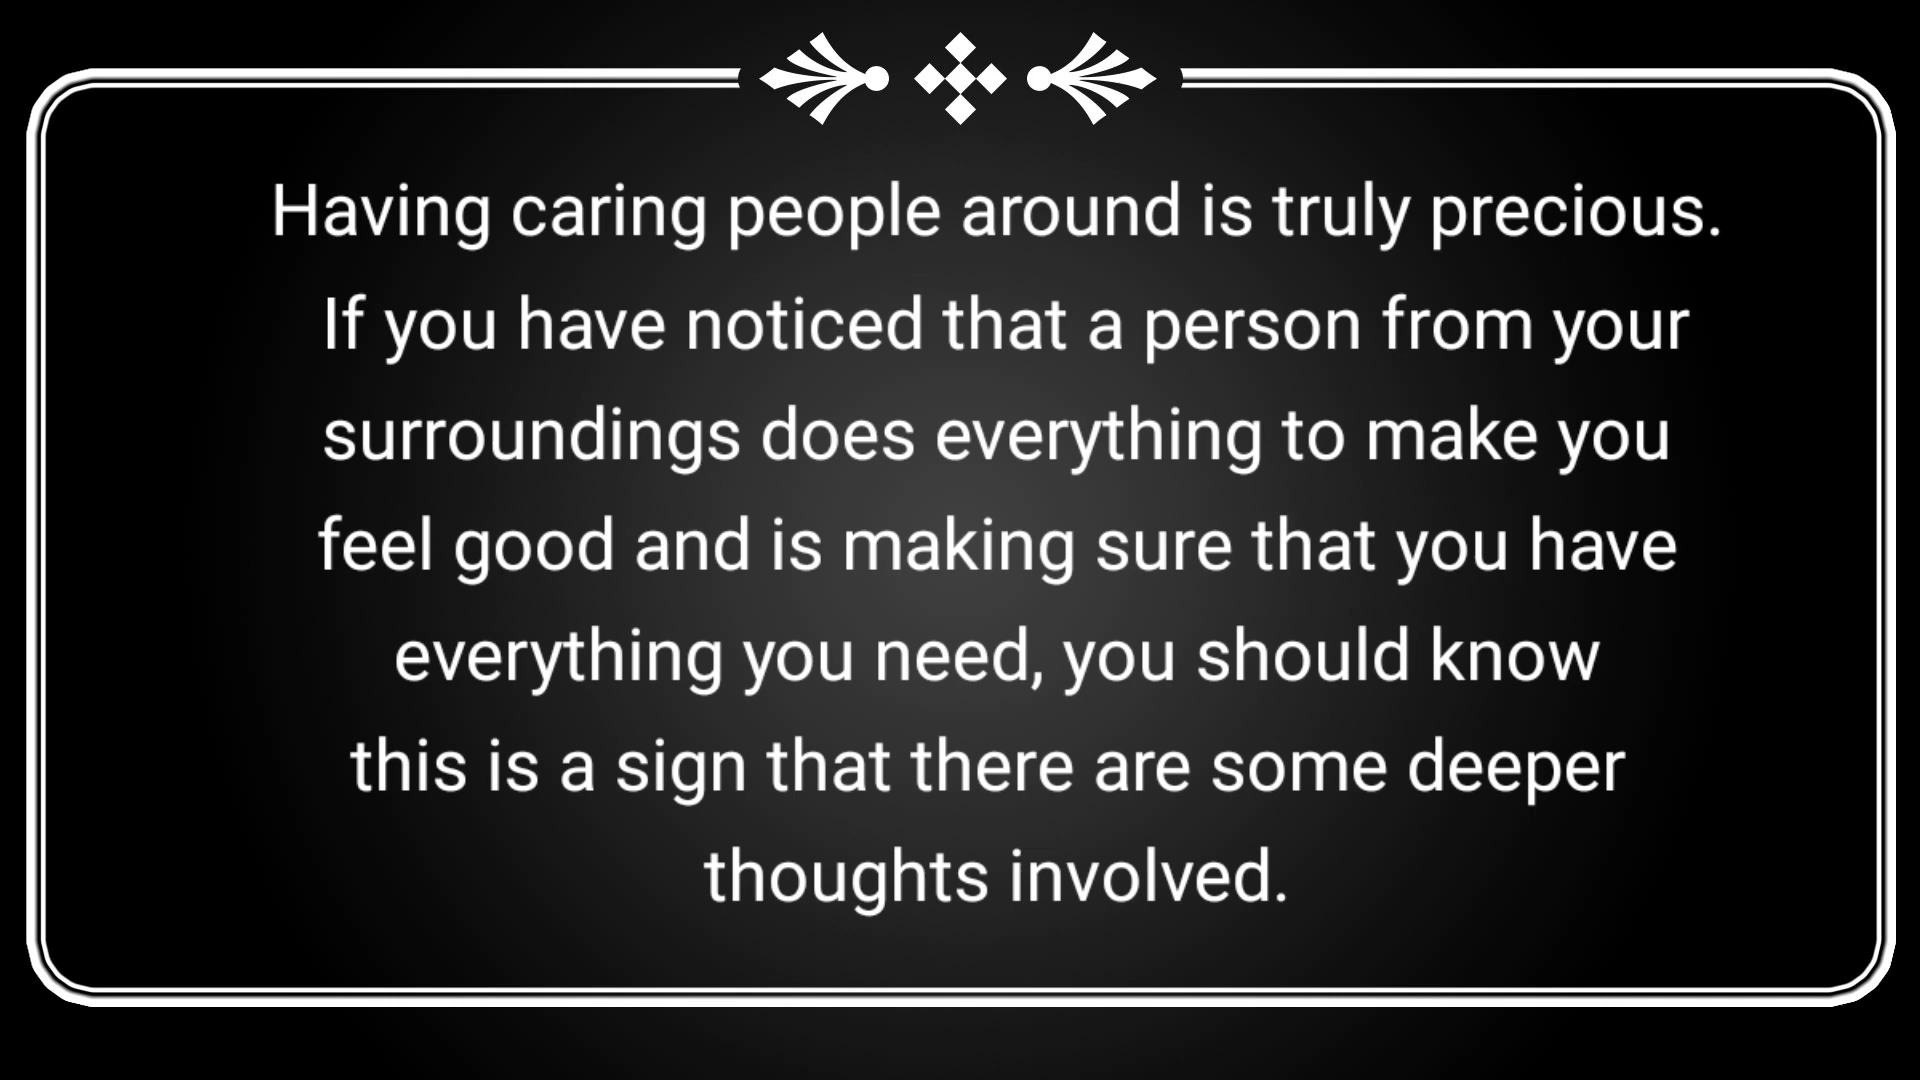 Having caring people around is truly precious.
If you have noticed that a person from your
surroundings does everything to make you
feel good and is making sure that you have
everything you need, you should know
this is a sign that there are some deeper
thoughts involved.